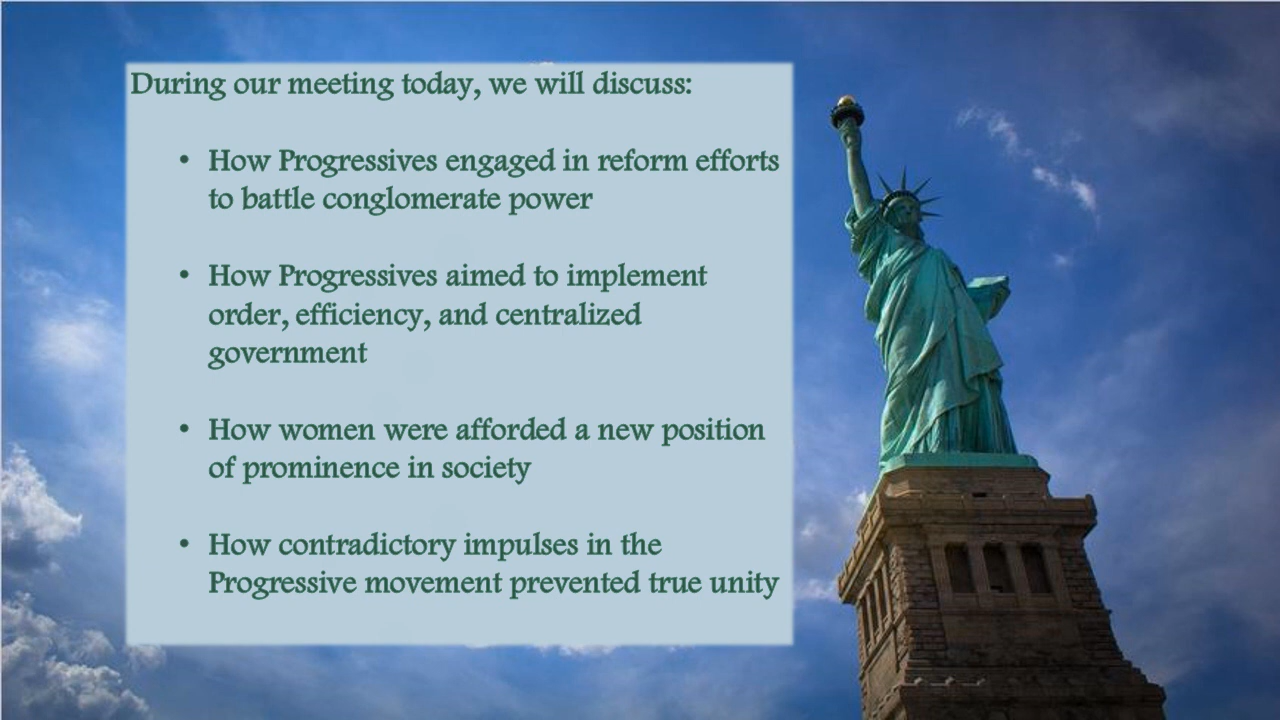 During our meeting today, we will discuss:
• How Progressives engaged in reform efforts
to battle conglomerate power
• How Progressives aimed to implement
order, efficiency, and centralized
government
• How women were afforded a new position
of prominence in society
• How contradictory impulses in the
Progressive movement prevented true unity